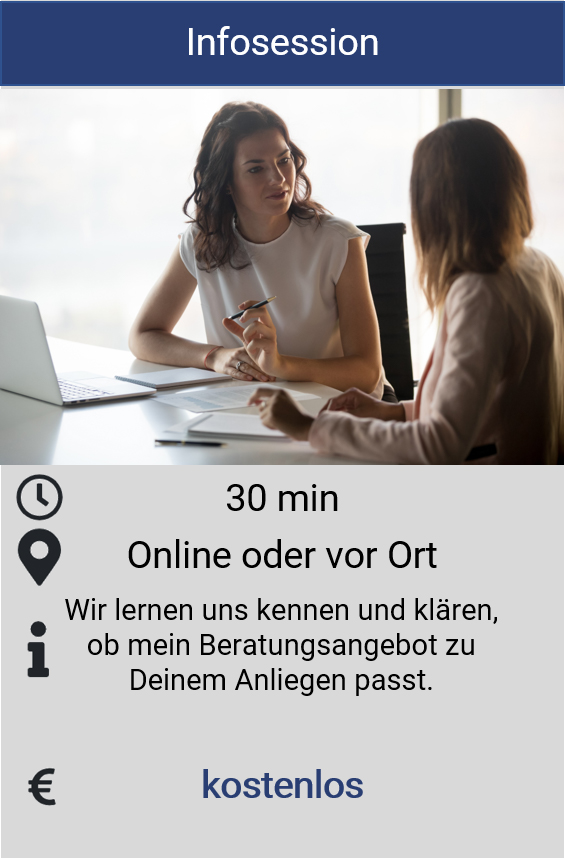 Infosession
30 min
Online oder vor Ort
Wir lernen uns kennen und klären,
ob mein Beratungsangebot zu
Deinem Anliegen passt.
€ kostenlos